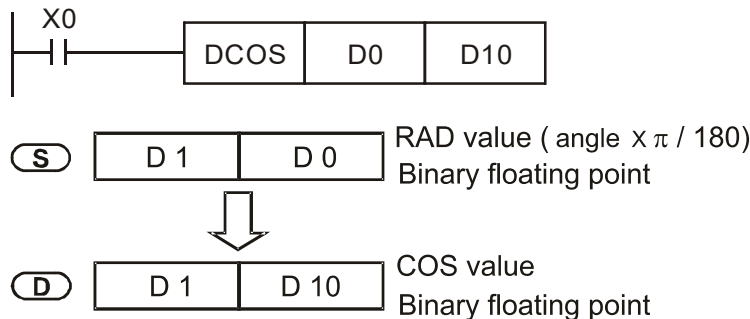 X0
DCOS D0 D10
S D 1 D 0 RAD value ( angle x π / 180)
Binary floating point
D D 1 D 10 COS value
Binary floating point